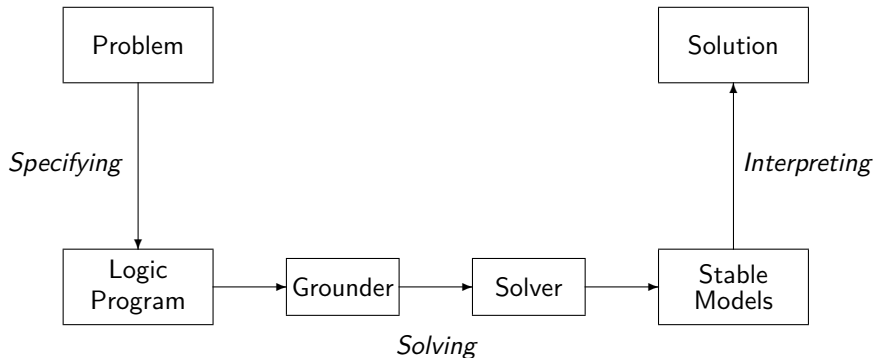 Problem
Solution
Specifying
Interpreting
Logic
Program
Grounder
Solver
Stable
Models
Solving